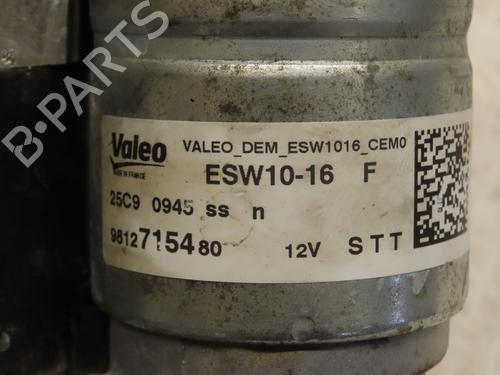 B-PARTS
Valeo
MADE IN FRANCE
VALEO_DEM_ESW1016_CEM0
ESW10-16 F
25C9 0945 ss n
9812715480 12V STT